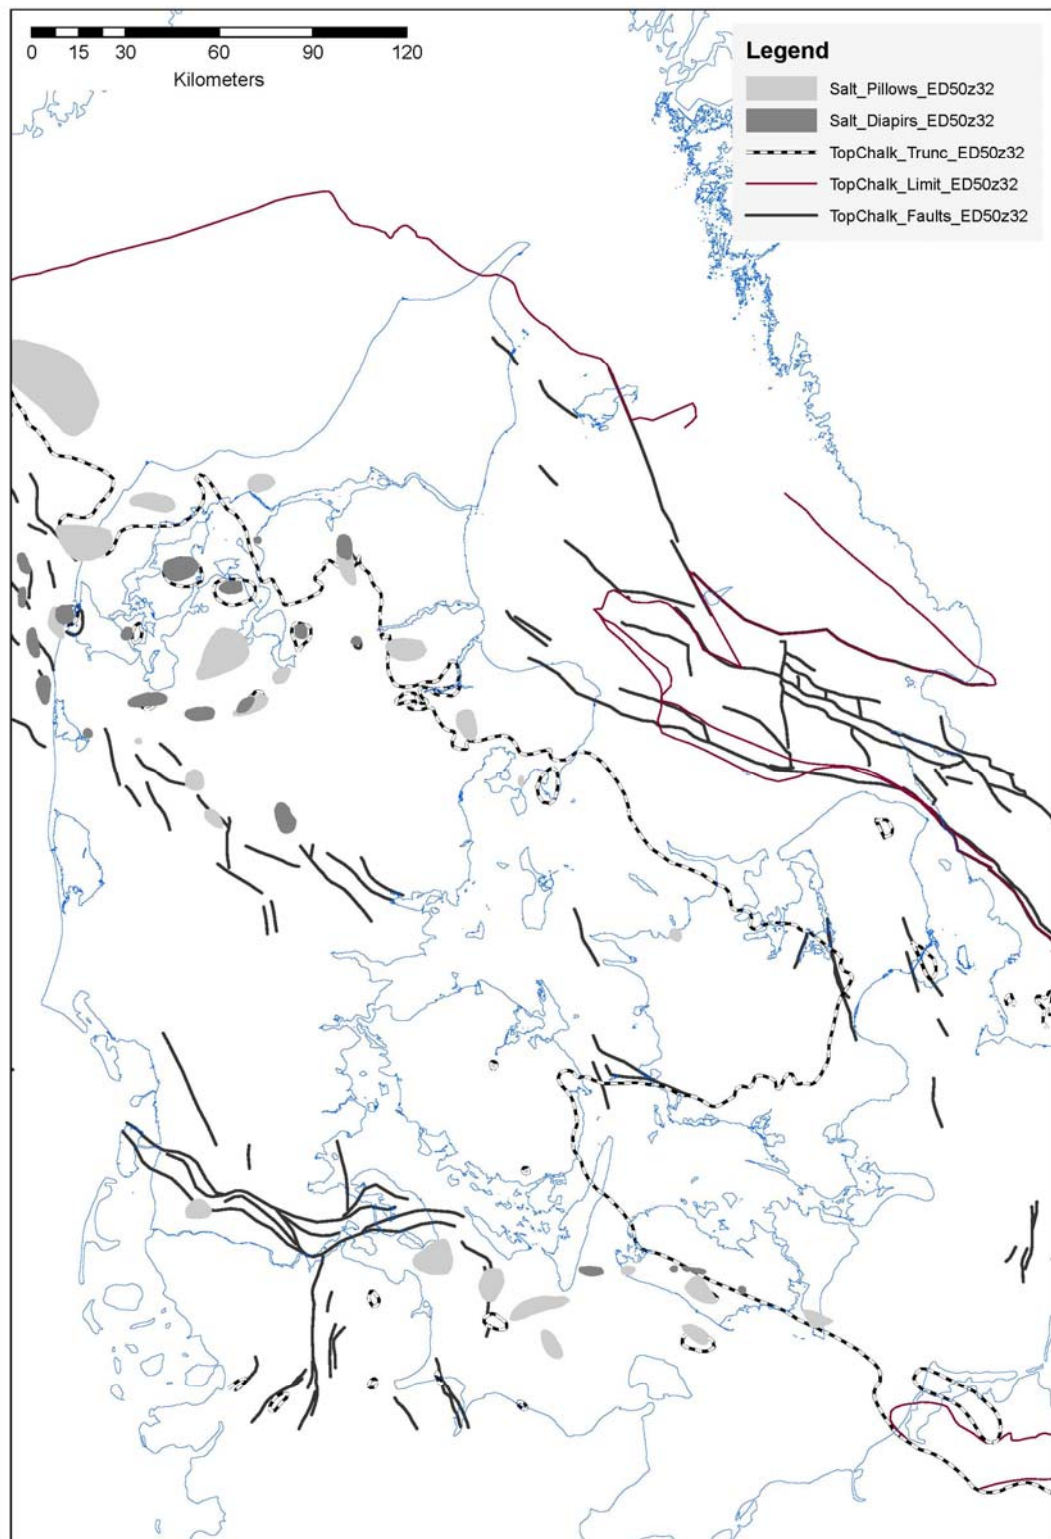 0 15 30 60 90 120
Kilometers
Legend
Salt_Pillows_ED50z32
Salt_Diapirs_ED50z32
TopChalk_Trunc_ED50z32
TopChalk_Limit_ED50z32
TopChalk_Faults_ED50z32